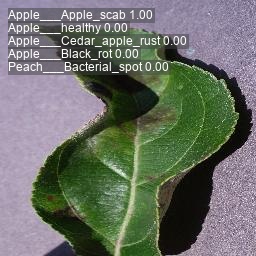 Apple___Apple_scab 1.00
Apple___healthy 0.00
Apple___Cedar_apple_rust 0.00
Apple___Black_rot 0.00
Peach___Bacterial_spot 0.00